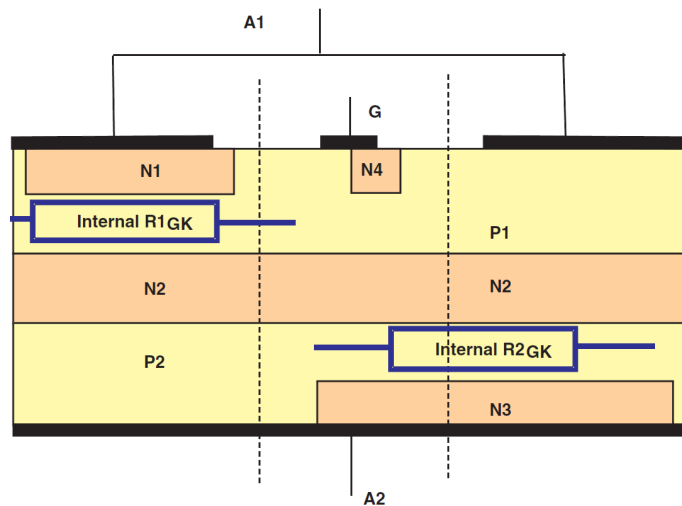 A1
G
N1
N4
Internal R1GK
P1
N2
N2
Internal R2GK
P2
N3
A2